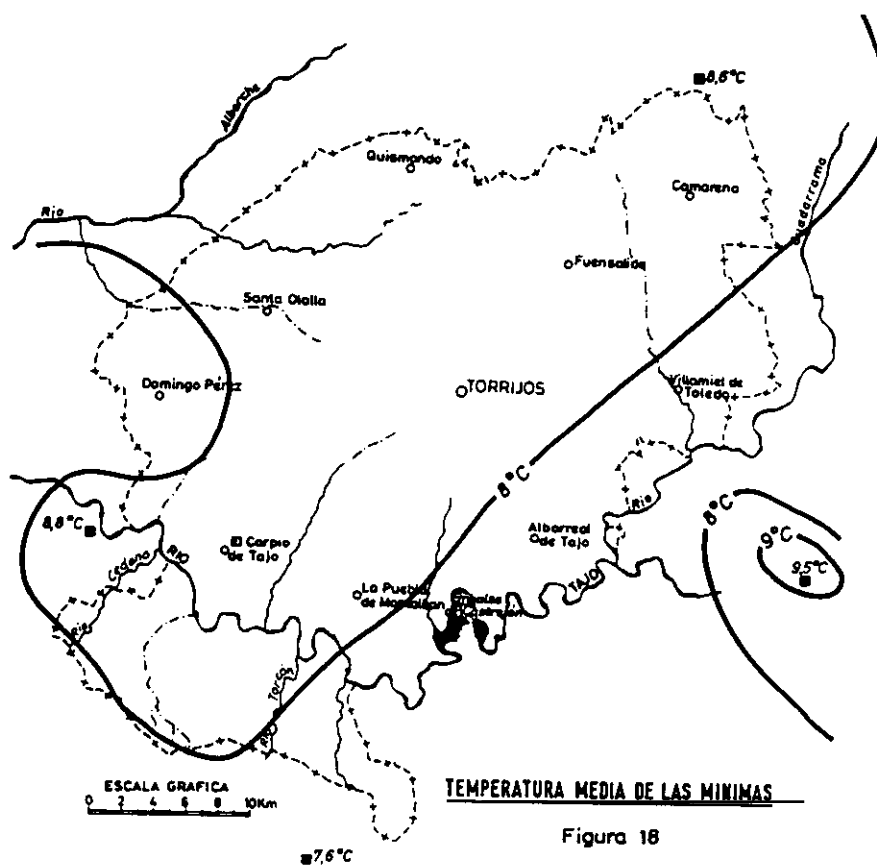 8,6°C
Alberche
Quismondo
Camarena
Guadarrama
Río
Fuensalida
Santa Olalla
Domingo Pérez
TORRIJOS
Villamiel de
Toledo
8°C
8°C
9°C
9,5°C
8,8°C
Cedena
RIO
El Carpio
de Tajo
Albarreal
de Tajo
Río
TAJO
La Puebla
de Montalbán
Embalse
Castrejón
Río
Río
Torcón
ESCALA GRAFICA
0 2 4 6 8 10Km
TEMPERATURA MEDIA DE LAS MINIMAS
Figura 18
7,6°C